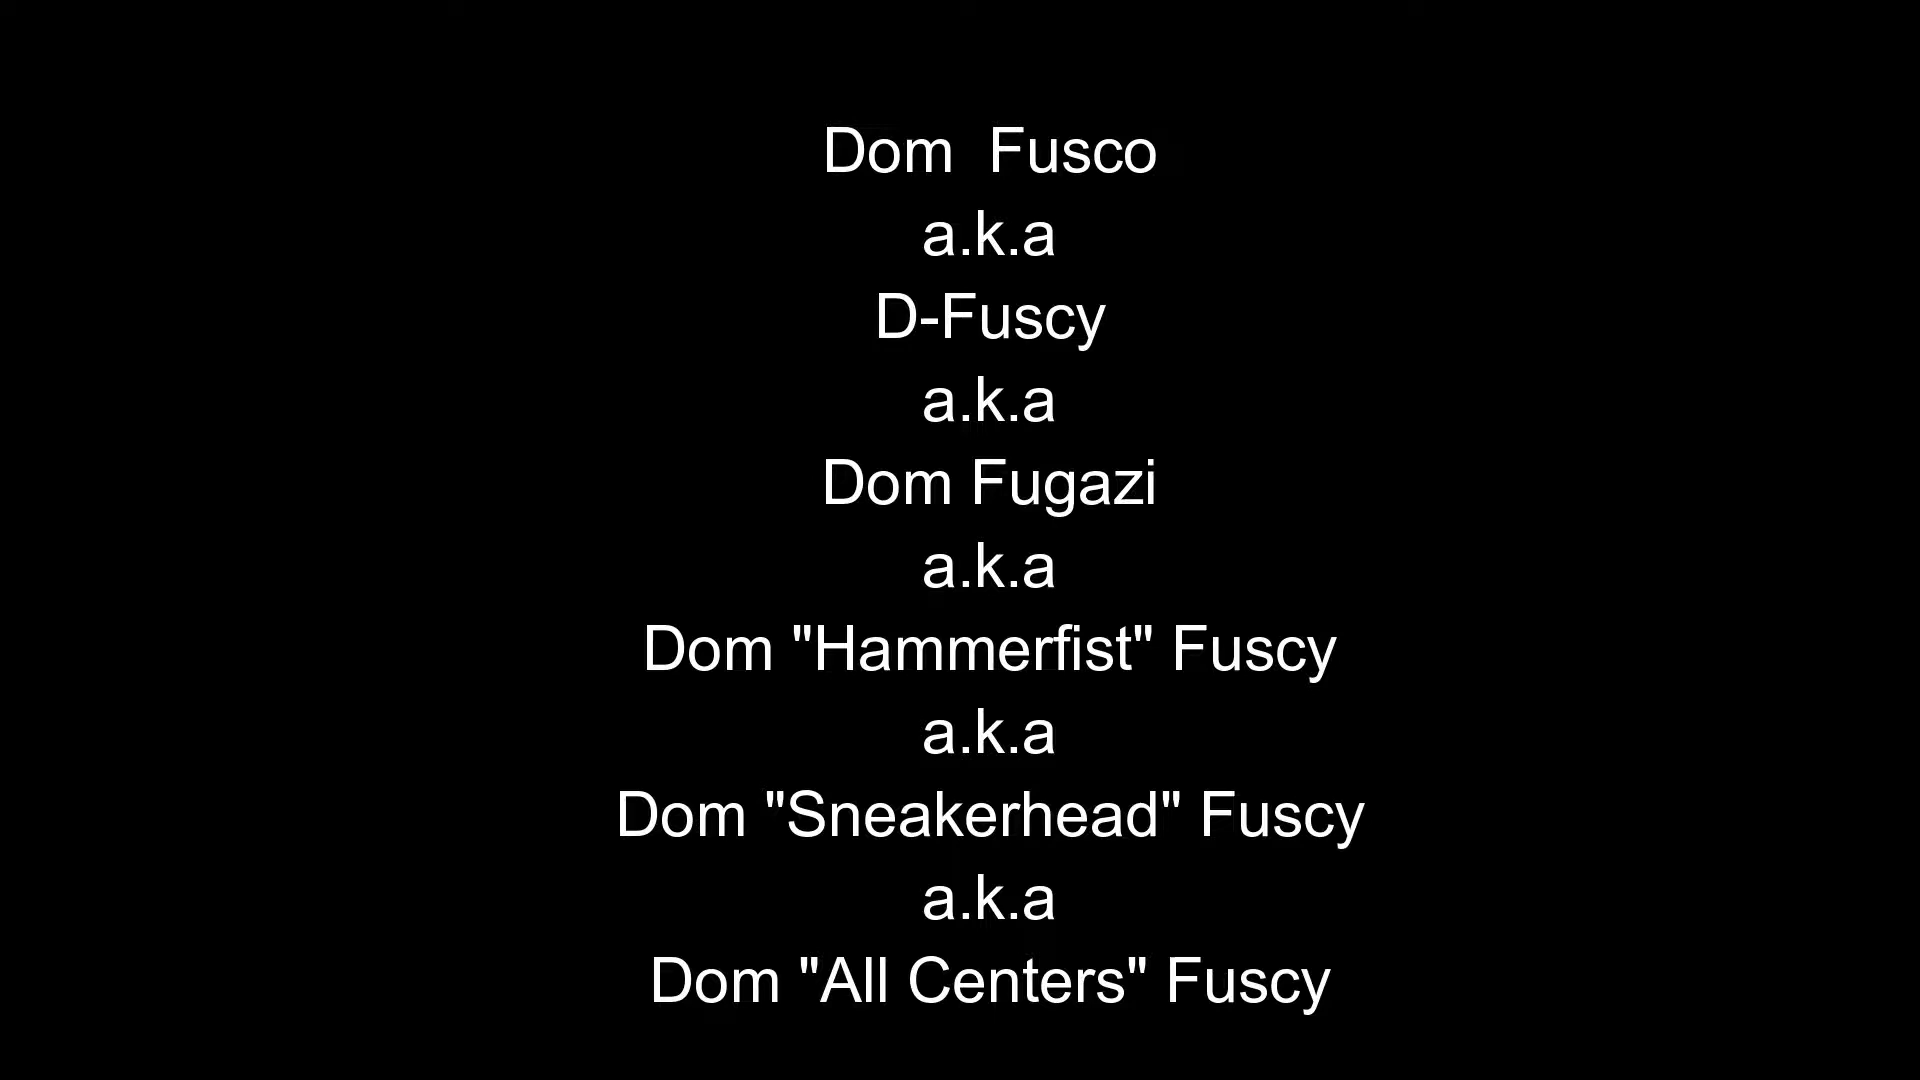 Dom  Fusco
a.k.a
D-Fuscy
a.k.a
Dom Fugazi
a.k.a
Dom "Hammerfist" Fuscy
a.k.a
Dom "Sneakerhead" Fuscy
a.k.a
Dom "All Centers" Fuscy